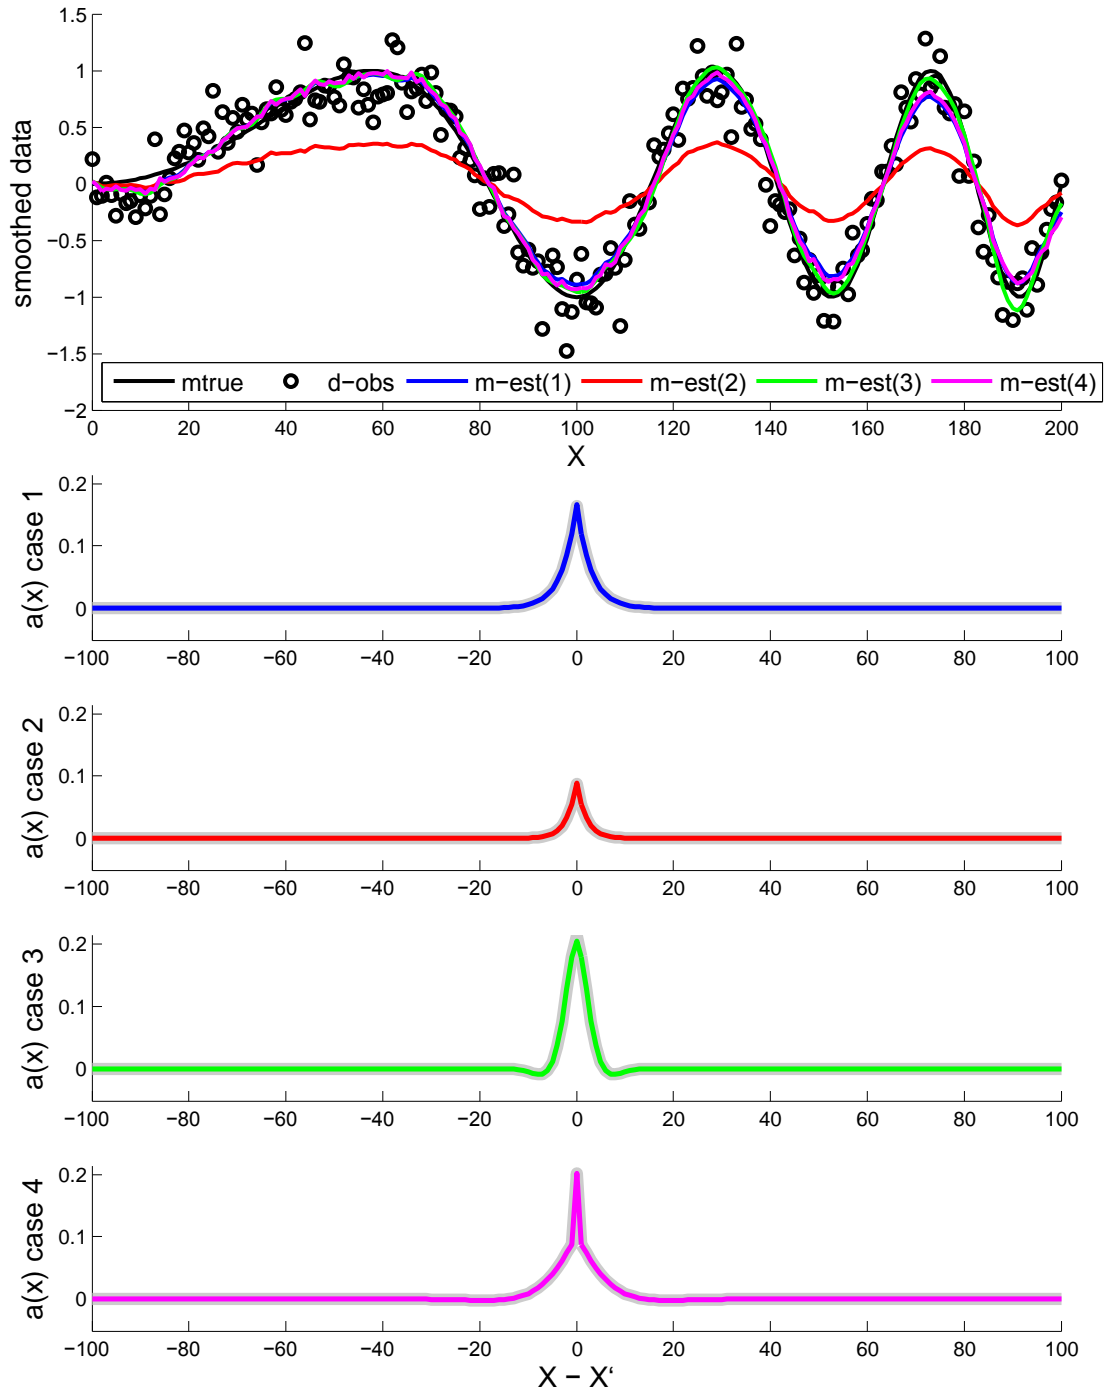 smoothed data
1.5
1
0.5
0
−0.5
−1
−1.5
−2
mtrue d−obs m−est(1) m−est(2) m−est(3) m−est(4)
0 20 40 60 80 100 120 140 160 180 200
X
a(x) case 1
0.2
0.1
0
−100 −80 −60 −40 −20 0 20 40 60 80 100
a(x) case 2
0.2
0.1
0
−100 −80 −60 −40 −20 0 20 40 60 80 100
a(x) case 3
0.2
0.1
0
−100 −80 −60 −40 −20 0 20 40 60 80 100
a(x) case 4
0.2
0.1
0
−100 −80 −60 −40 −20 0 20 40 60 80 100
X − X‘